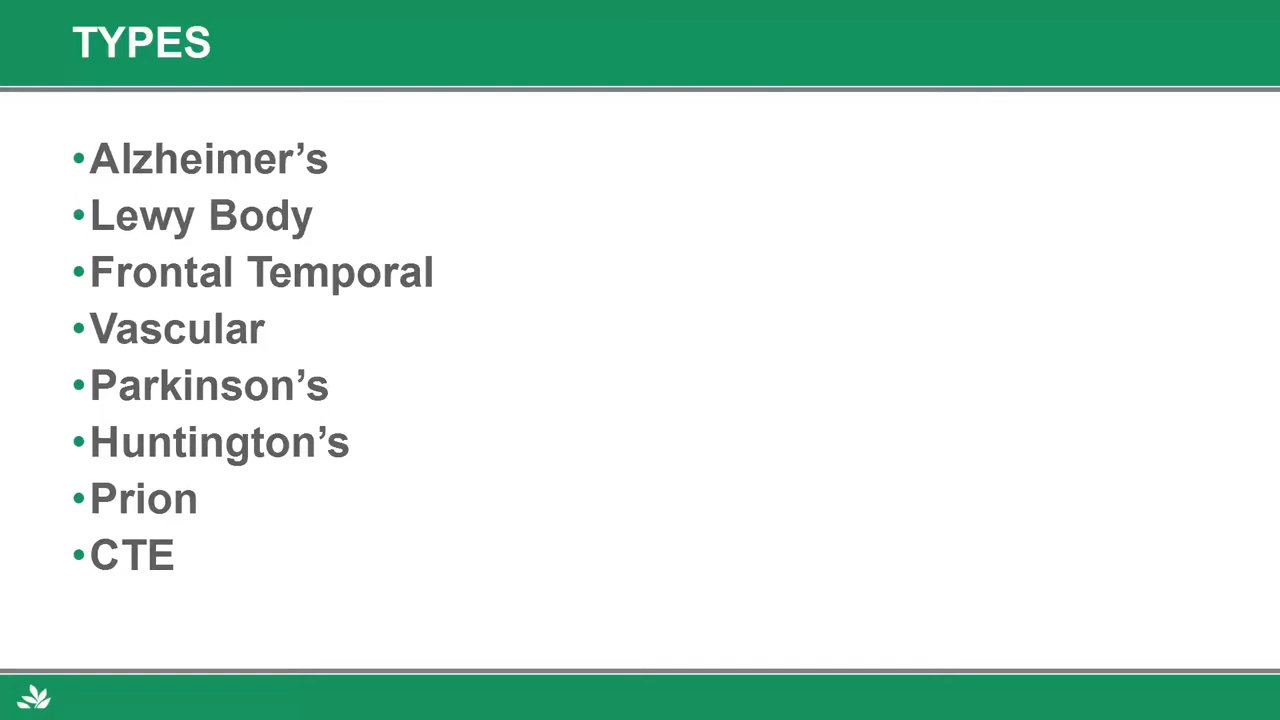 TYPES
•Alzheimer’s
•Lewy Body
•Frontal Temporal
•Vascular
•Parkinson’s
•Huntington’s
•Prion
•CTE